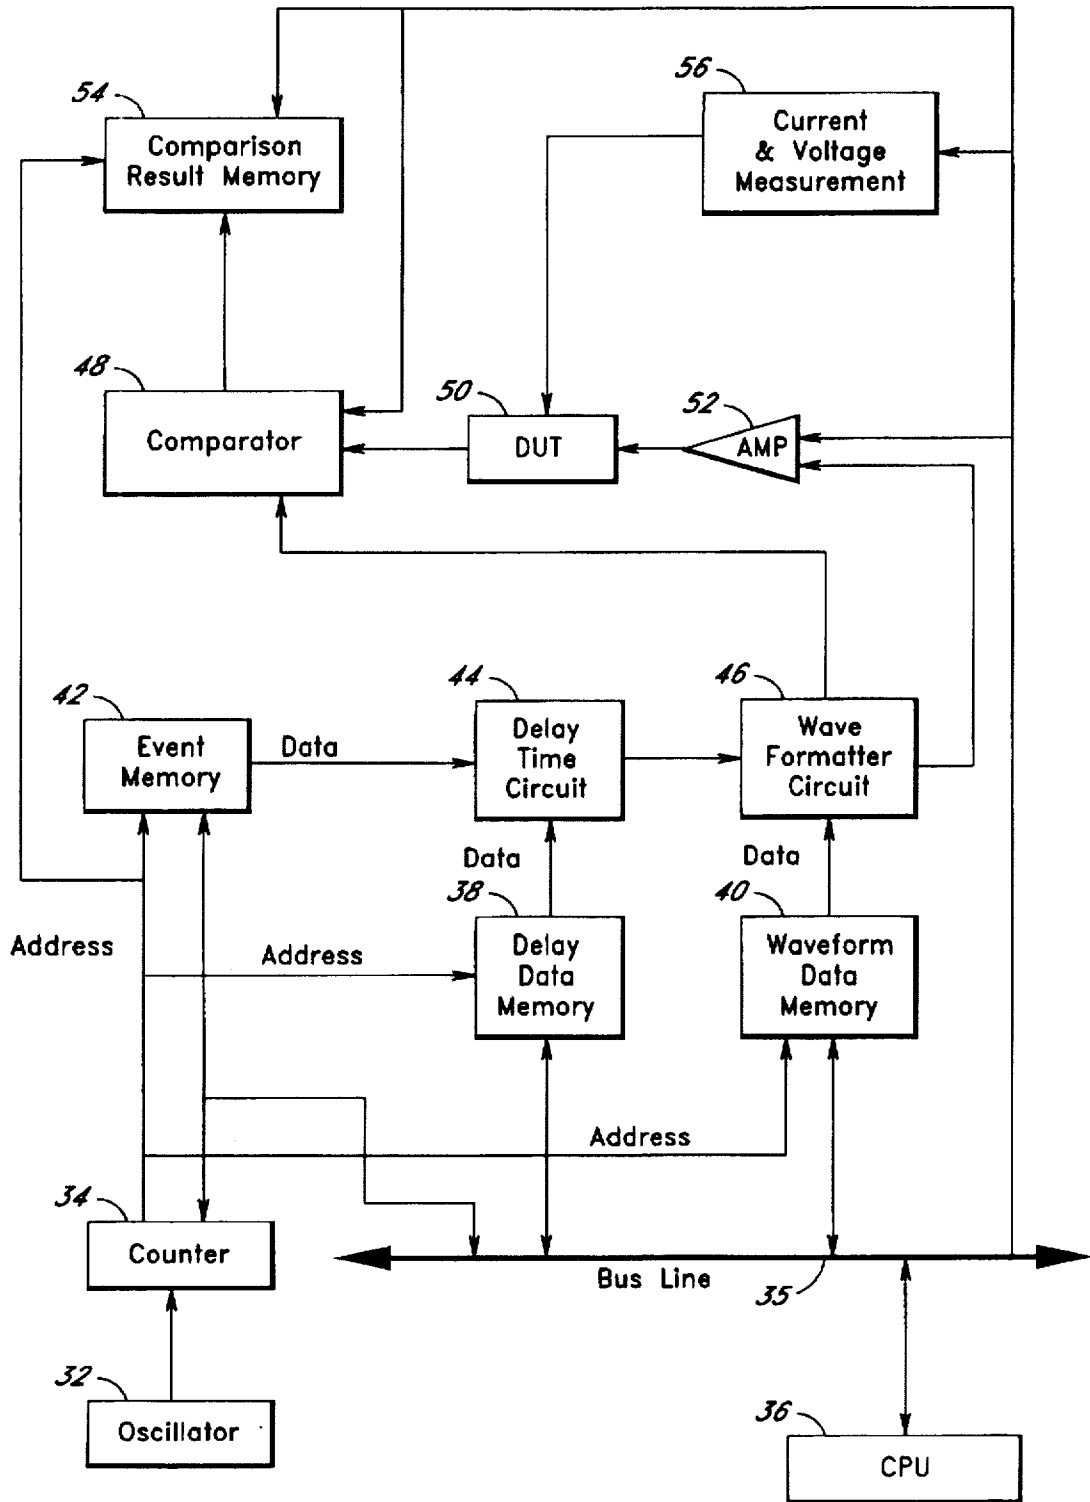 54
Comparison
Result Memory
56
Current
& Voltage
Measurement
48
Comparator
50
DUT
52
AMP
42
Event
Memory
Data
44
Delay
Time
Circuit
46
Wave
Formatter
Circuit
Data
38
Delay
Data
Memory
Data
40
Waveform
Data
Memory
Address
Address
Address
34
Counter
Bus Line
35
32
Oscillator
36
CPU